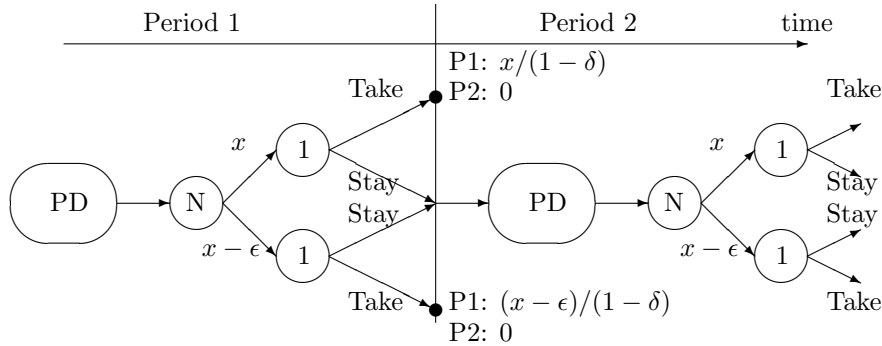 Period 1 Period 2 time
P1: x/(1 − δ)
Take P2: 0 Take
x 1 x 1
Stay Stay
PD N PD N
Stay Stay
x − ϵ 1 x − ϵ 1
Take P1: (x − ϵ)/(1 − δ) Take
P2: 0